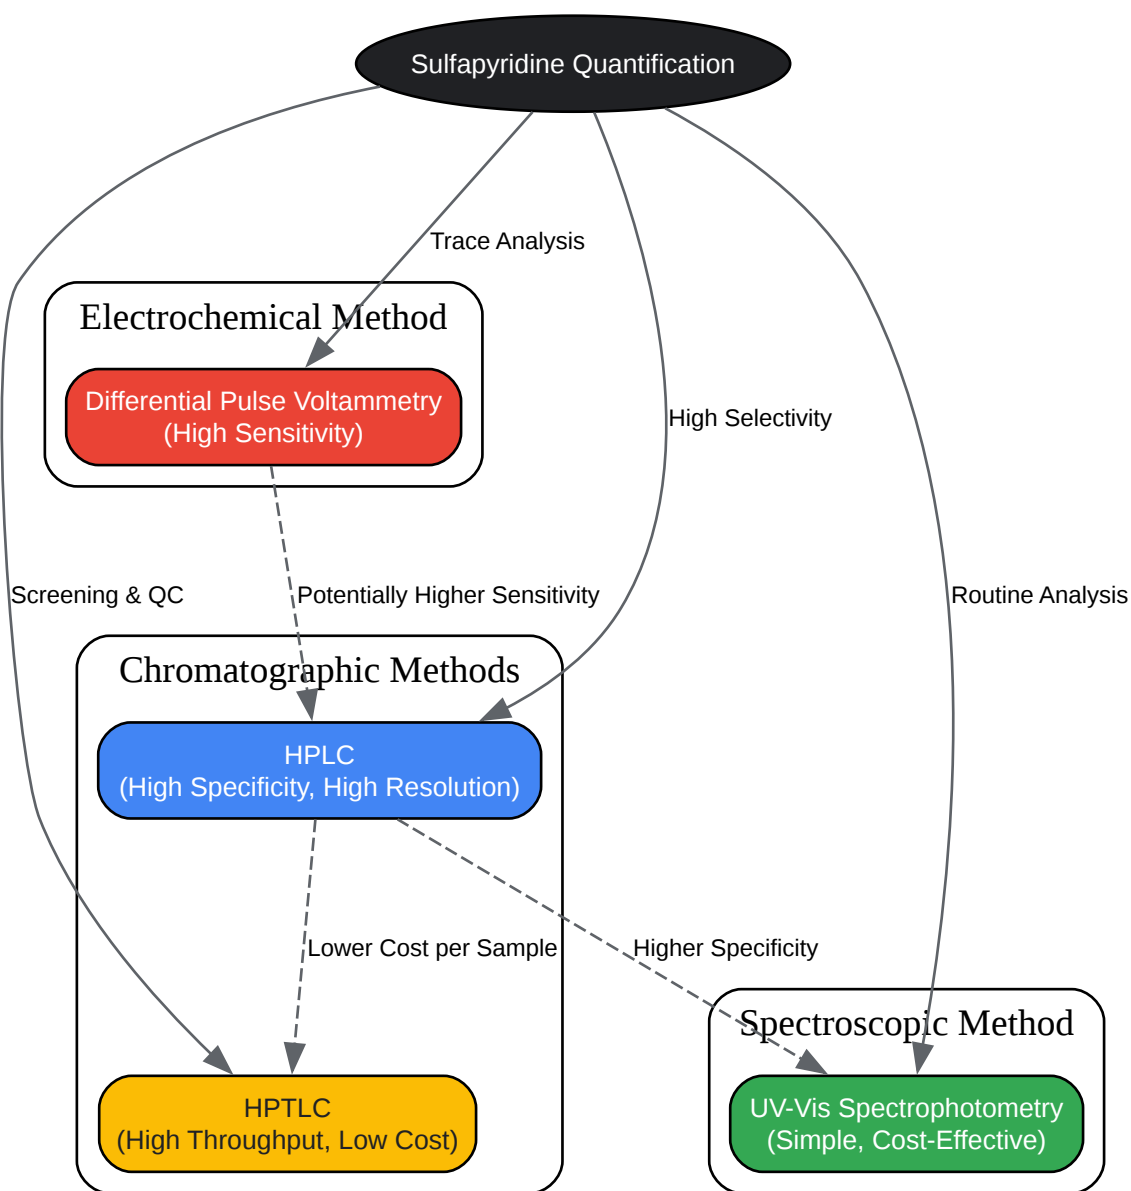 Sulfapyridine Quantification
Trace Analysis
Electrochemical Method
Differential Pulse Voltammetry
(High Sensitivity)
High Selectivity
Screening & QC
Potentially Higher Sensitivity
Routine Analysis
Chromatographic Methods
HPLC
(High Specificity, High Resolution)
Lower Cost per Sample
Higher Specificity
Spectroscopic Method
HPTLC
(High Throughput, Low Cost)
UV-Vis Spectrophotometry
(Simple, Cost-Effective)